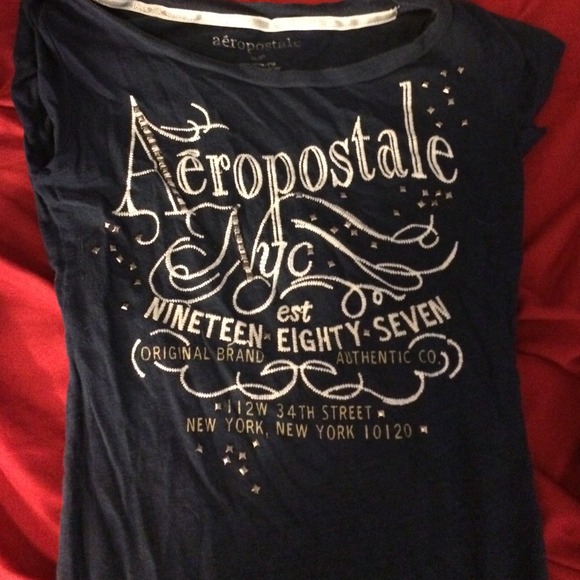 aéropostale
Aéropostale
NYC
est
NINETEEN EIGHTY-SEVEN
ORIGINAL BRAND AUTHENTIC CO.
112W 34TH STREET
NEW YORK, NEW YORK 10120